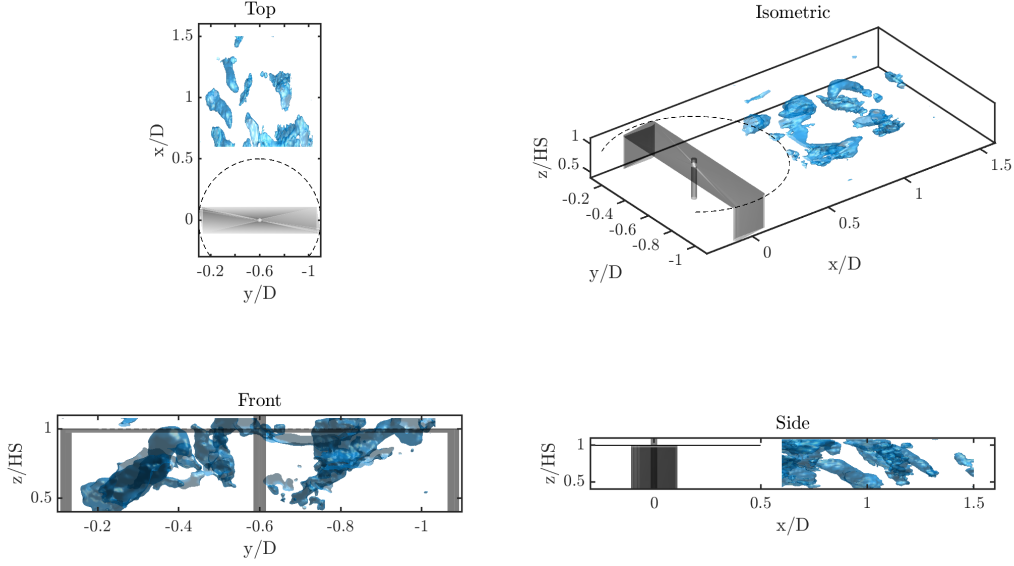 Top
1.5
1
0.5
0
x/D
-0.2 -0.6 -1
y/D
Isometric
1
0.5
z/HS
-0.2
-0.4
-0.6
-0.8
-1
y/D
0
0.5
1
1.5
x/D
Front
1
0.5
z/HS
-0.2 -0.4 -0.6 -0.8 -1
y/D
Side
1
0.5
z/HS
0 0.5 1 1.5
x/D